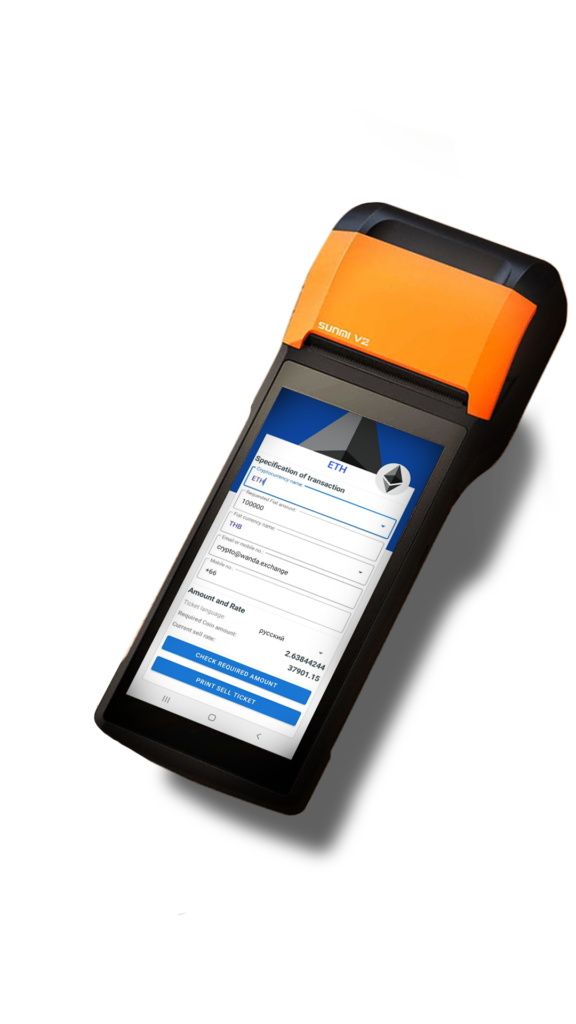 SUNMI V2
ETH
Specification of transaction
Cryptocurrency name:
ETH
Requested Fiat amount:
100000
Fiat currency name:
THB
Email or mobile no.:
crypto@wanda.exchange
Mobile no.:
+66
Amount and Rate
Ticket language:
русский
Required Coin amount:
2.63844244
Current sell rate:
37901.15
CHECK REQUIRED AMOUNT
PRINT SELL TICKET